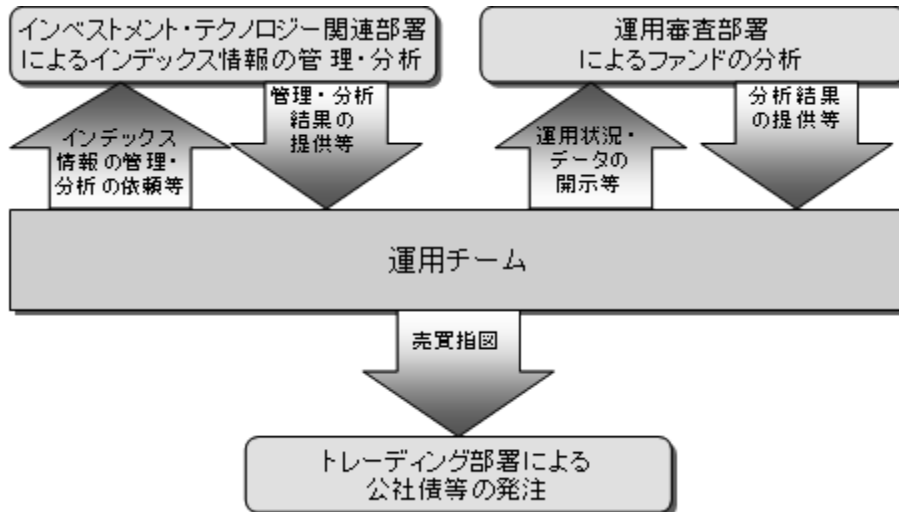 インベストメント・テクノロジー関連部署
によるインデックス情報の管理・分析
運用審査部署
によるファンドの分析
インデックス
情報の管理・
分析の依頼等
管理・分析
結果の
提供等
運用状況・
データの
開示等
分析結果
の提供等
運用チーム
売買指図
トレーディング部署による
公社債等の発注